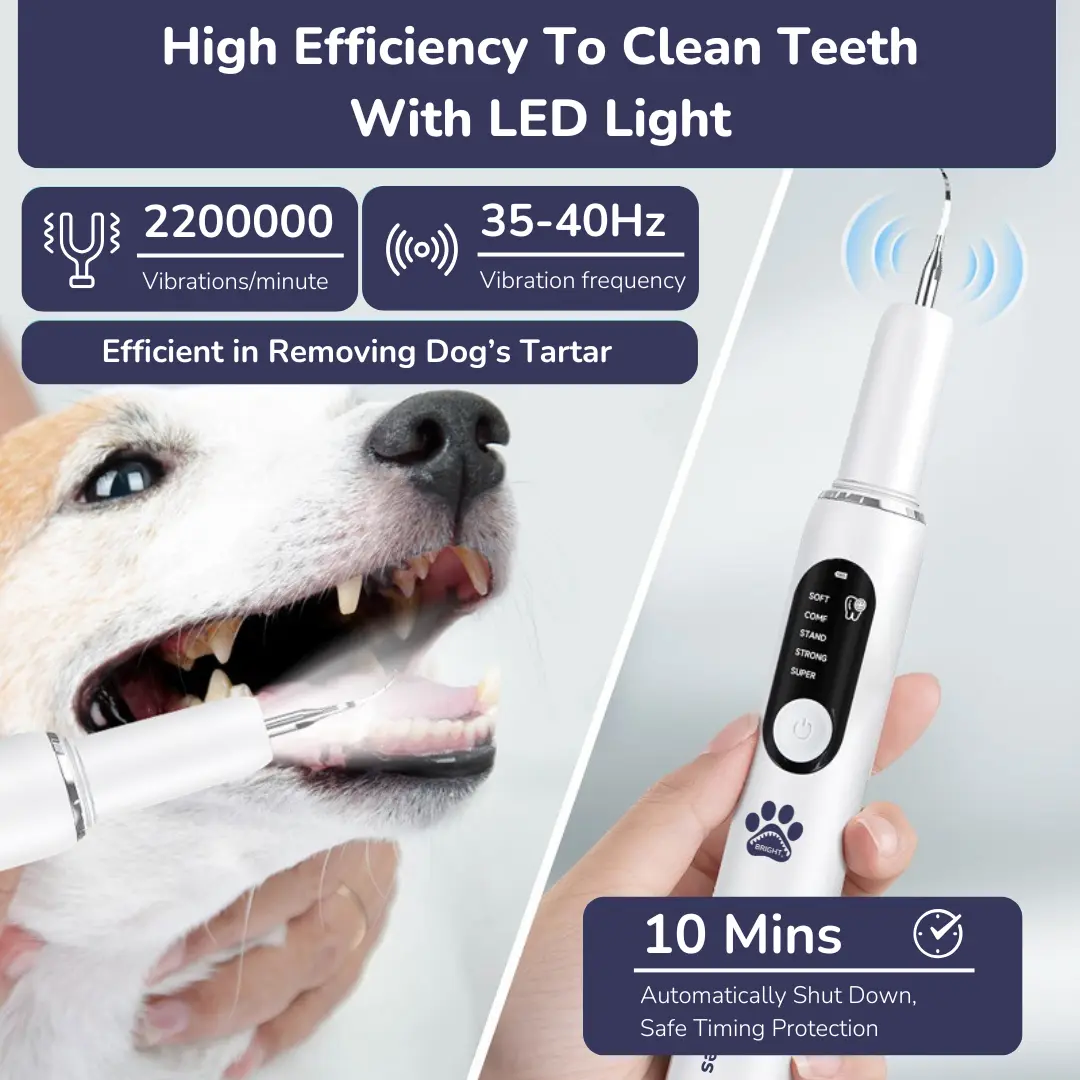 High Efficiency To Clean Teeth
With LED Light
2200000
Vibrations/minute
35-40Hz
Vibration frequency
Efficient in Removing Dog’s Tartar
SOFT
COMF
STAND
STRONG
SUPER
BRIGHT
10 Mins
Automatically Shut Down,
Safe Timing Protection